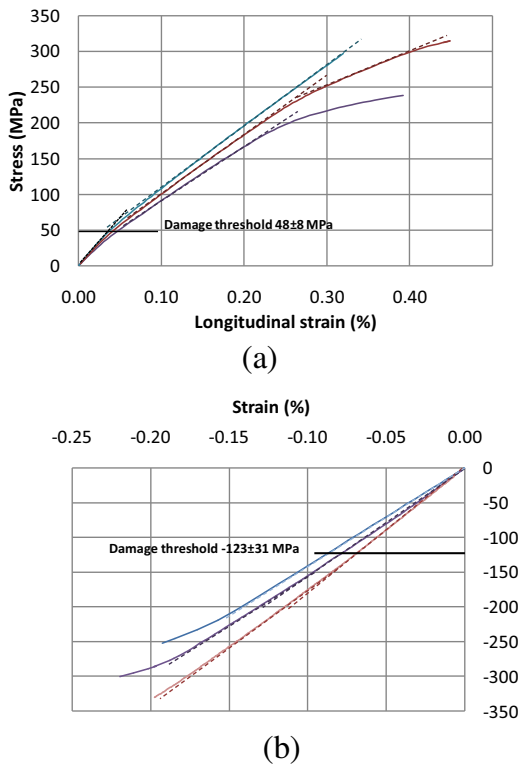 350
300
250
200
150
100
50
0
Stress (MPa)
Damage threshold 48±8 MPa
0.00 0.10 0.20 0.30 0.40
Longitudinal strain (%)
(a)
Strain (%)
-0.25 -0.20 -0.15 -0.10 -0.05 0.00
0
-50
-100
Damage threshold -123±31 MPa
-150
-200
-250
-300
-350
(b)